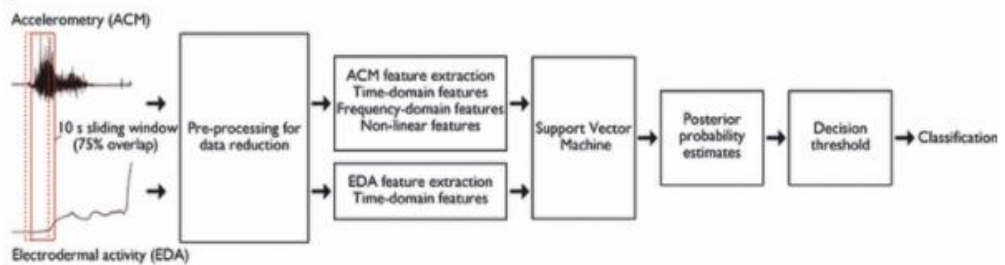 Accelerometry (ACM)
10 s sliding window
(75% overlap)
Electrodermal activity (EDA)
Pre-processing for
data reduction
ACM feature extraction
Time-domain features
Frequency-domain features
Non-linear features
EDA feature extraction
Time-domain features
Support Vector
Machine
Posterior
probability
estimates
Decision
threshold
Classification